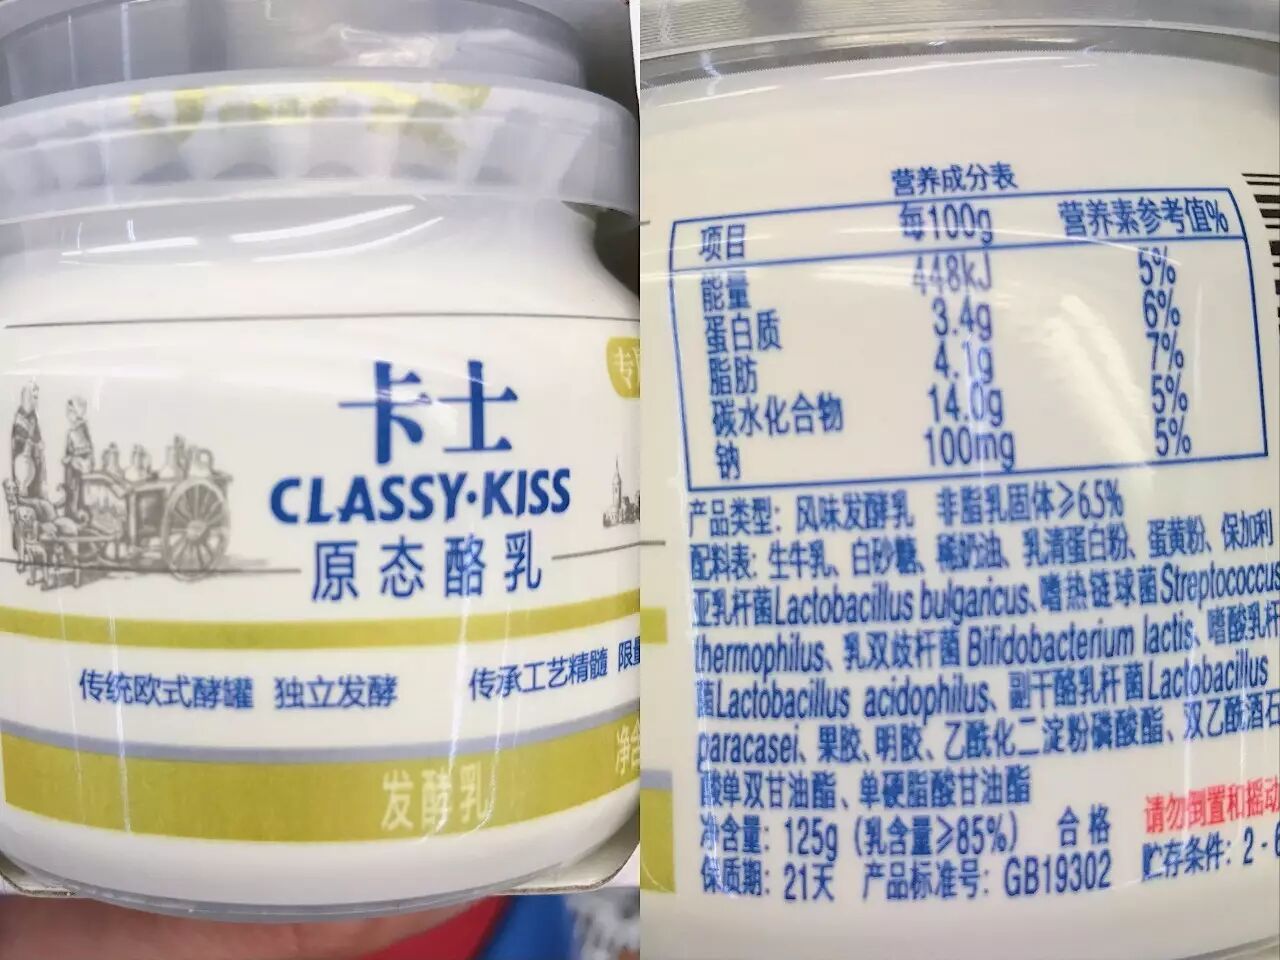 卡士
CLASSY·KISS
原态酪乳
传统欧式酵罐 独立发酵
传承工艺精髓 限量
发酵乳
净含
专
营养成分表
项目 每100g 营养素参考值%
能量 448kJ 5%
蛋白质 3.4g 6%
脂肪 4.1g 7%
碳水化合物 14.0g 5%
钠 100mg 5%
产品类型: 风味发酵乳 非脂乳固体≥6.5%
配料表: 生牛乳、白砂糖、稀奶油、乳清蛋白粉、蛋黄粉、保加利
亚乳杆菌Lactobacillus bulgaricus、嗜热链球菌Streptococcus
thermophilus、乳双歧杆菌Bifidobacterium lactis、嗜酸乳杆
菌Lactobacillus acidophilus、副干酪乳杆菌Lactobacillus
paracasei、果胶、明胶、乙酰化二淀粉磷酸酯、双乙酰酒石
酸单双甘油酯、单硬脂酸甘油酯
净含量: 125g (乳含量≥85%) 合格
请勿倒置和摇动
保质期: 21天 产品标准号: GB19302
贮存条件: 2-6